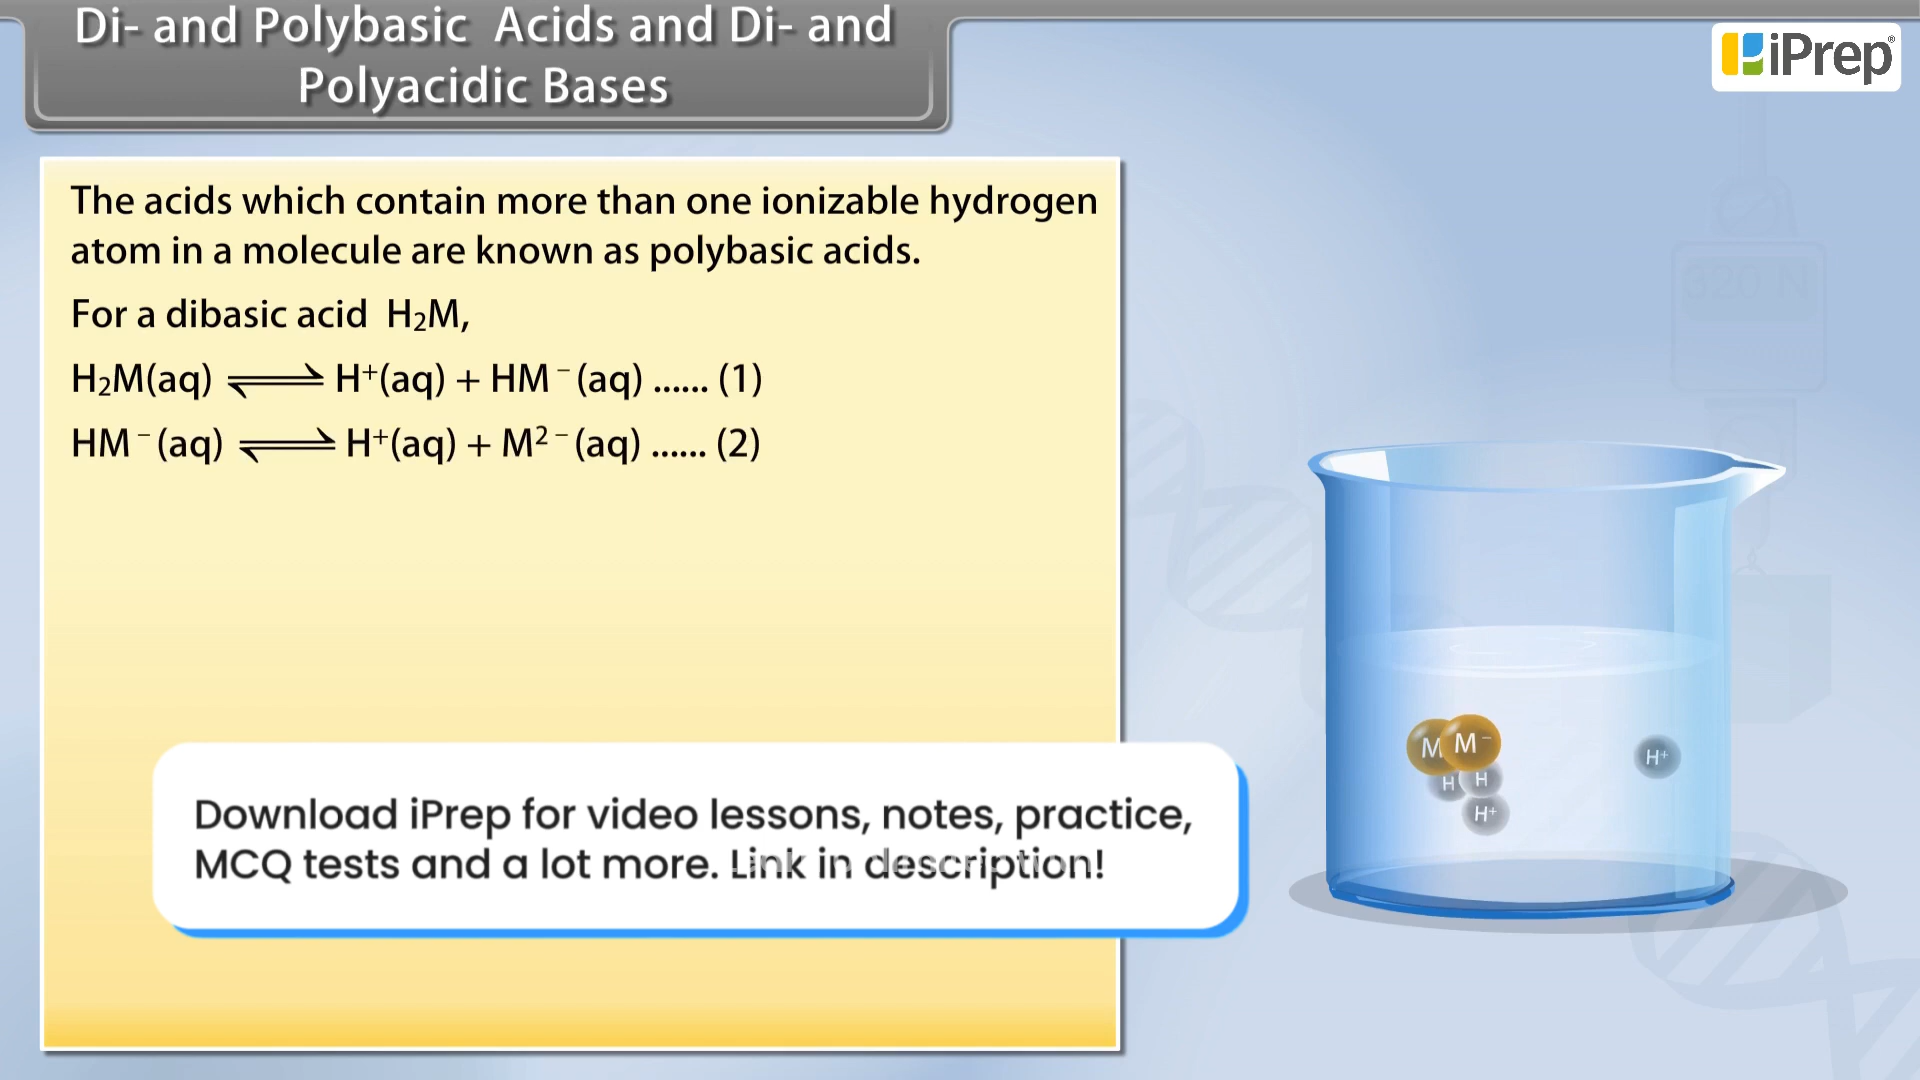 Di- and Polybasic Acids and Di- and
Polyacidic Bases
iPrep®
The acids which contain more than one ionizable hydrogen
atom in a molecule are known as polybasic acids.
For a dibasic acid H₂M,
H₂M(aq) ⇌ H⁺(aq) + HM⁻(aq) ...... (1)
HM⁻(aq) ⇌ H⁺(aq) + M²⁻(aq) ...... (2)
320 N
M M⁻
H H
H⁺
H⁺
Download iPrep for video lessons, notes, practice,
MCQ tests and a lot more. Link in description!